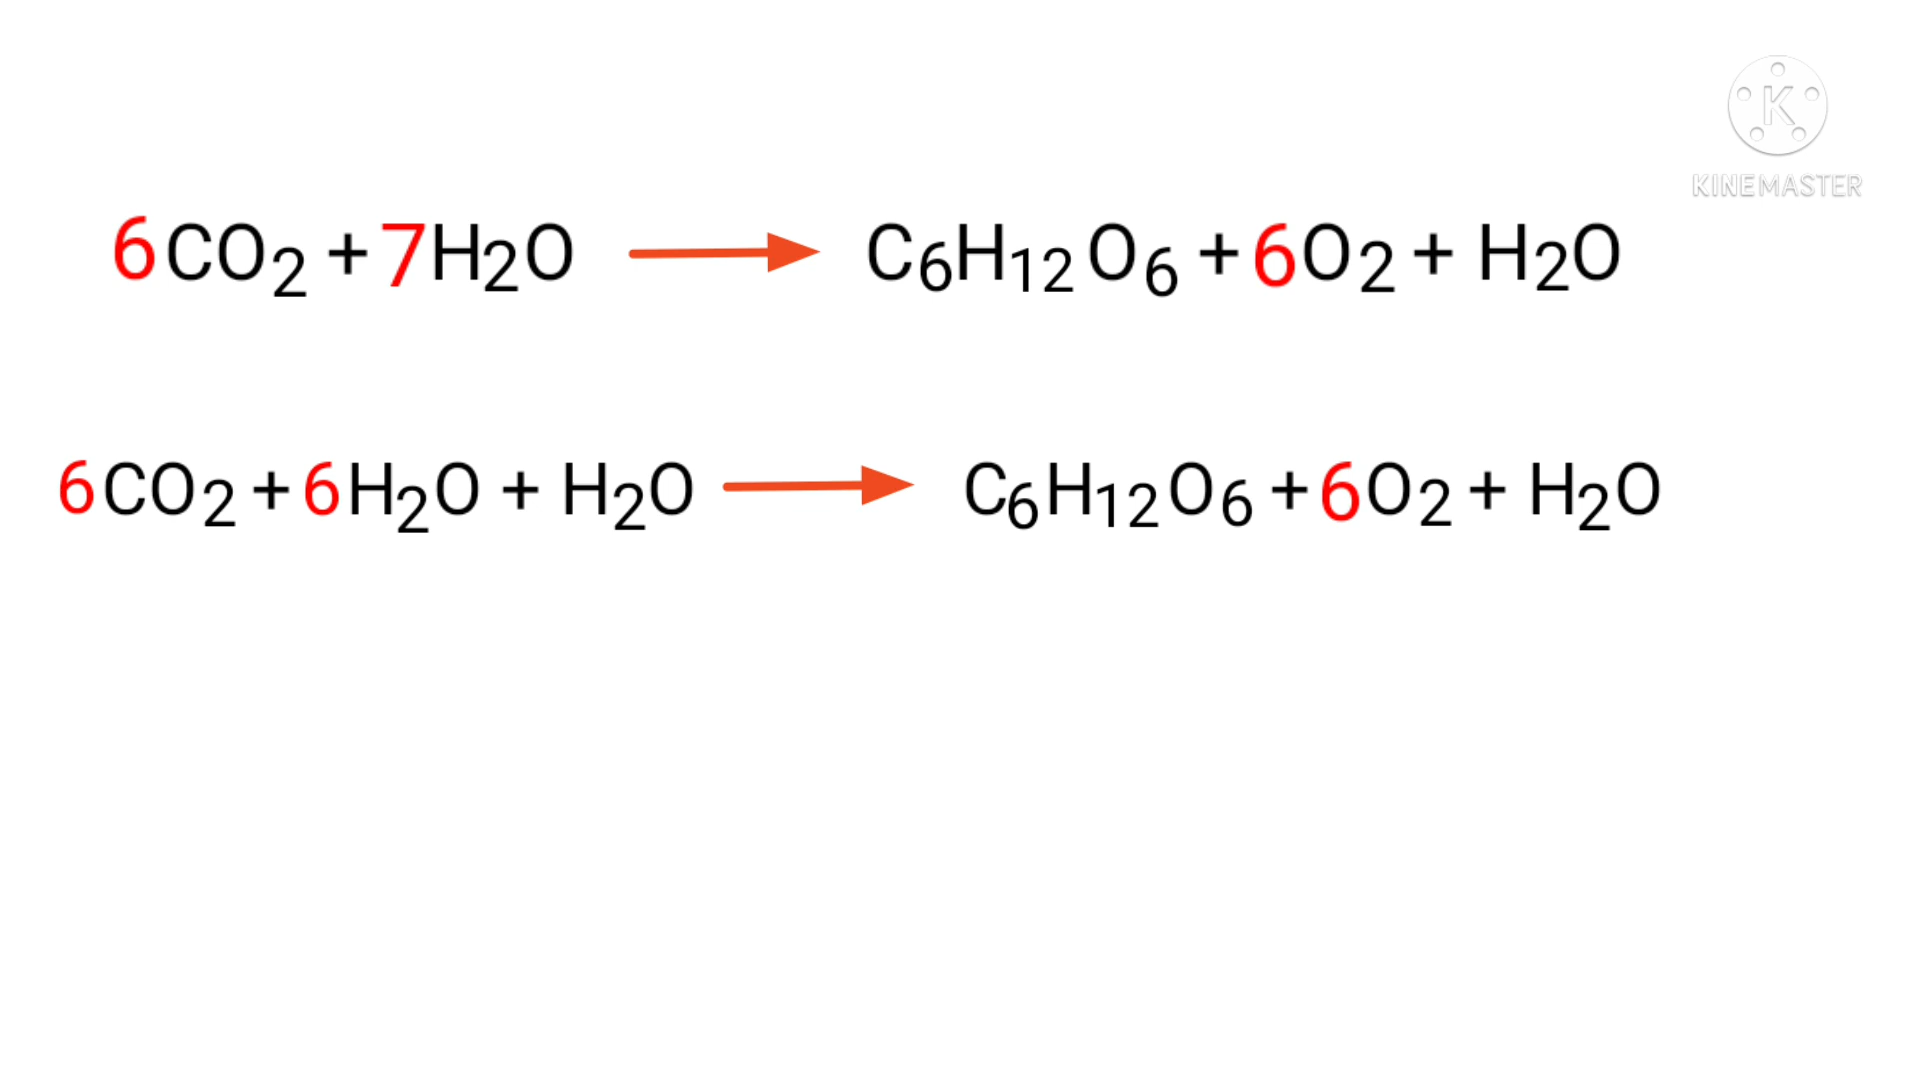 K
KINEMASTER
6CO2 + 7H2O → C6H12O6 + 6O2 + H2O
6CO2 + 6H2O + H2O → C6H12O6 + 6O2 + H2O